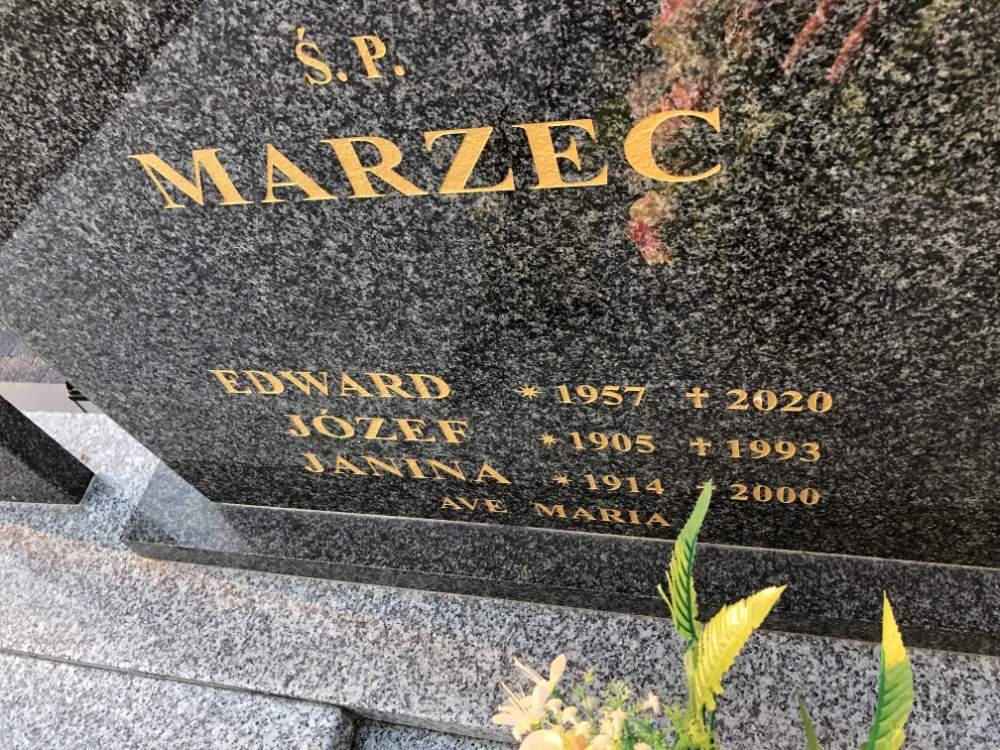 Ś.P.
MARZEC
EDWARD * 1957 ✝ 2020
JÓZEF * 1905 ✝ 1993
JANINA * 1914 ✝ 2000
AVE MARIA